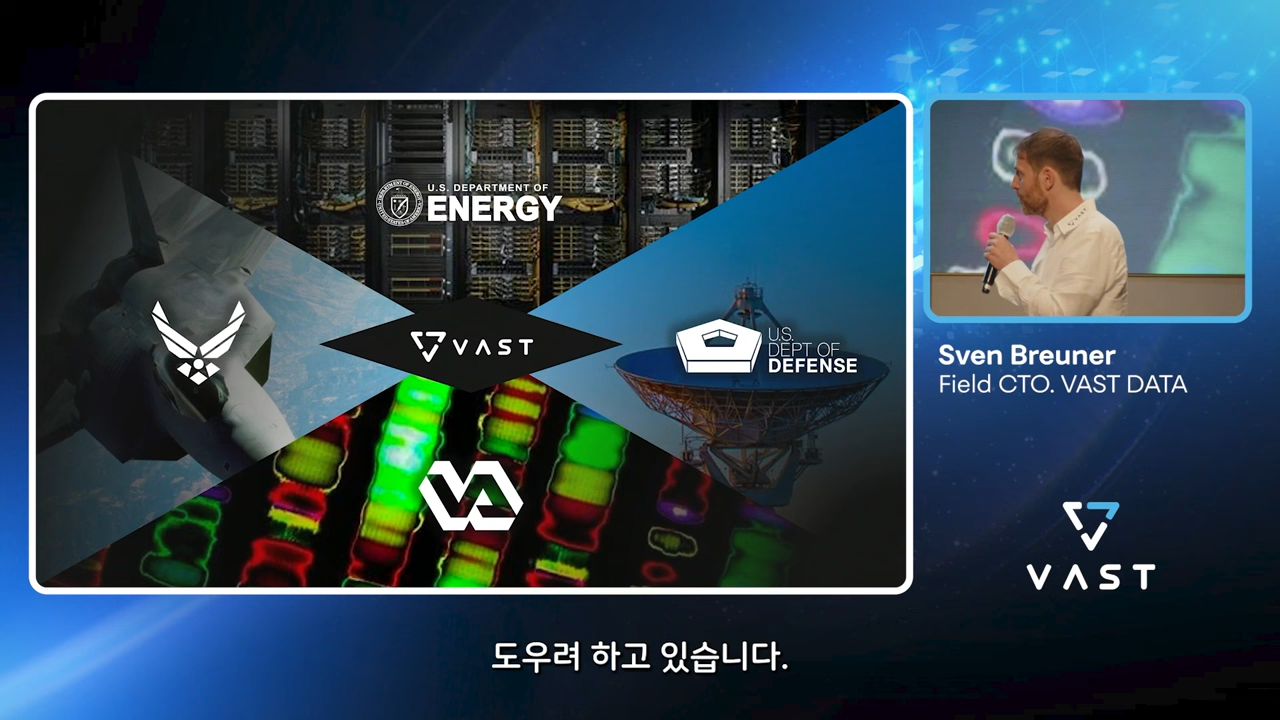 U.S. DEPARTMENT OF
ENERGY
VAST
U.S.
DEPT OF
DEFENSE
VA
Sven Breuner
Field CTO. VAST DATA
VAST
도우려 하고 있습니다.